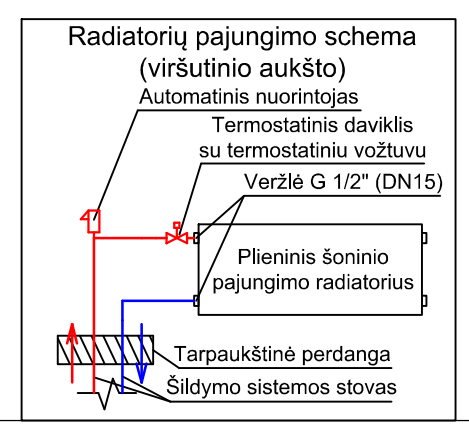 Radiatorių pajungimo schema
(viršutinio aukšto)
Automatinis nuorintojas
Termostatinis daviklis
su termostatiniu vožtuvu
Veržlė G 1/2" (DN15)
Plieninis šoninio
pajungimo radiatorius
Tarpaukštinė perdanga
Šildymo sistemos stovas